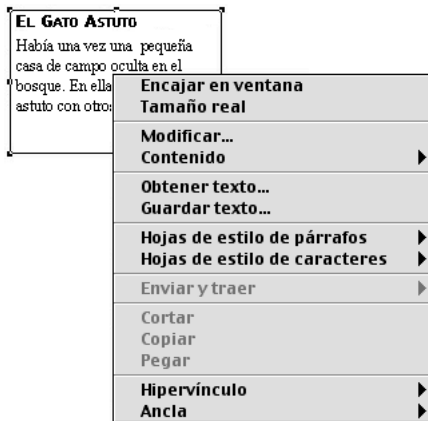 EL GATO ASTUTO
Había una vez una pequeña
casa de campo oculta en el
bosque. En ella
astuto con otros
Encajar en ventana
Tamaño real
Modificar...
Contenido
Obtener texto...
Guardar texto...
Hojas de estilo de párrafos
Hojas de estilo de caracteres
Enviar y traer
Cortar
Copiar
Pegar
Hipervínculo
Ancla